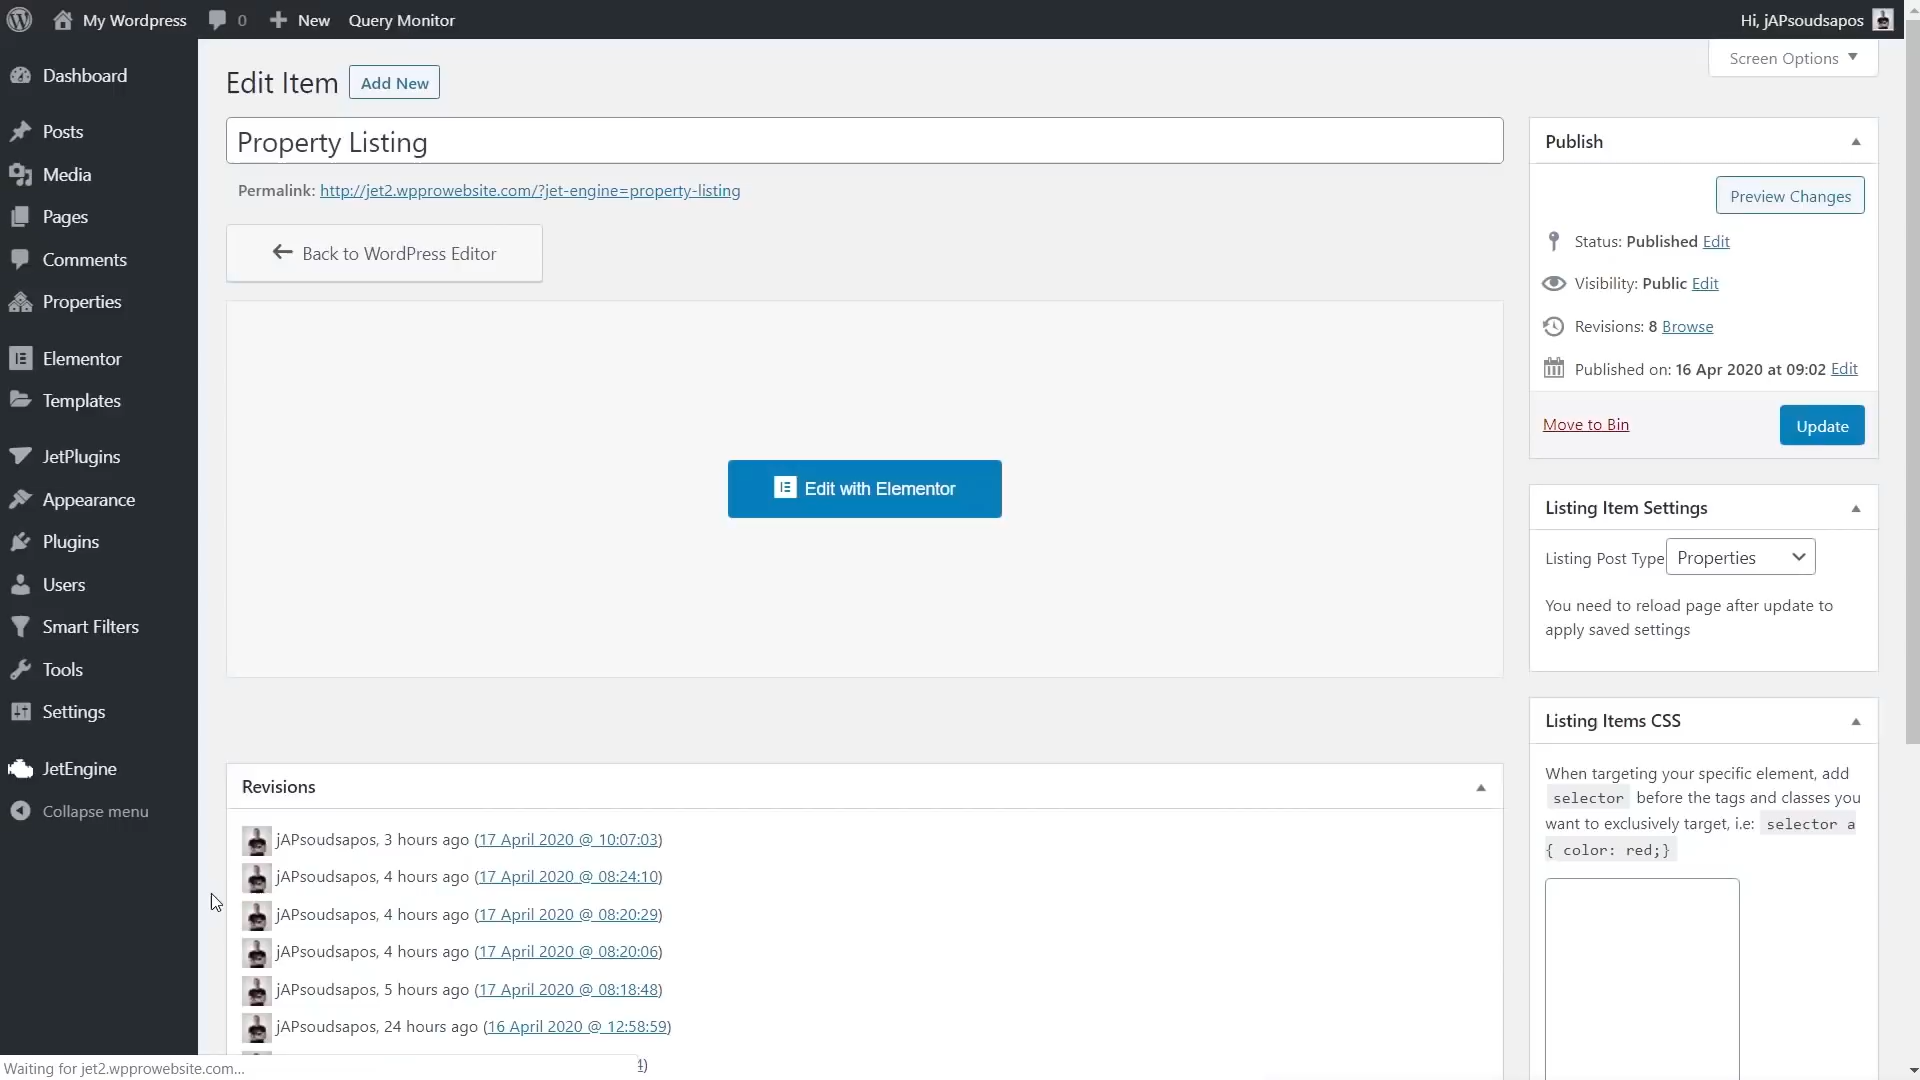 My Wordpress
0
New
Query Monitor
Hi, jAPsoudsapos
Dashboard
Posts
Media
Pages
Comments
Properties
Elementor
Templates
JetPlugins
Appearance
Plugins
Users
Smart Filters
Tools
Settings
JetEngine
Collapse menu
Screen Options
Edit Item
Add New
Property Listing
Permalink: http://jet2.wpprowebsite.com/?jet-engine=property-listing
Back to WordPress Editor
Edit with Elementor
Revisions
jAPsoudsapos, 3 hours ago (17 April 2020 @ 10:07:03)
jAPsoudsapos, 4 hours ago (17 April 2020 @ 08:24:10)
jAPsoudsapos, 4 hours ago (17 April 2020 @ 08:20:29)
jAPsoudsapos, 4 hours ago (17 April 2020 @ 08:20:06)
jAPsoudsapos, 5 hours ago (17 April 2020 @ 08:18:48)
jAPsoudsapos, 24 hours ago (16 April 2020 @ 12:58:59)
Publish
Preview Changes
Status: Published Edit
Visibility: Public Edit
Revisions: 8 Browse
Published on: 16 Apr 2020 at 09:02 Edit
Move to Bin
Update
Listing Item Settings
Listing Post Type Properties
You need to reload page after update to
apply saved settings
Listing Items CSS
When targeting your specific element, add
selector before the tags and classes you
want to exclusively target, i.e: selector a
{ color: red;}
Waiting for jet2.wpprowebsite.com...